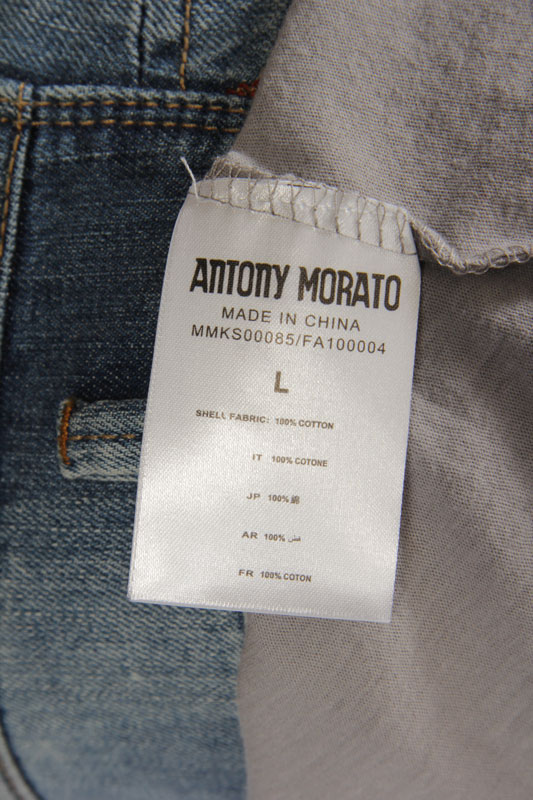 ANTONY MORATO
MADE IN CHINA
MMKS00085/FA100004
L
SHELL FABRIC: 100% COTTON
IT 100% COTONE
JP 100% 綿
AR 100%
FR 100% COTON